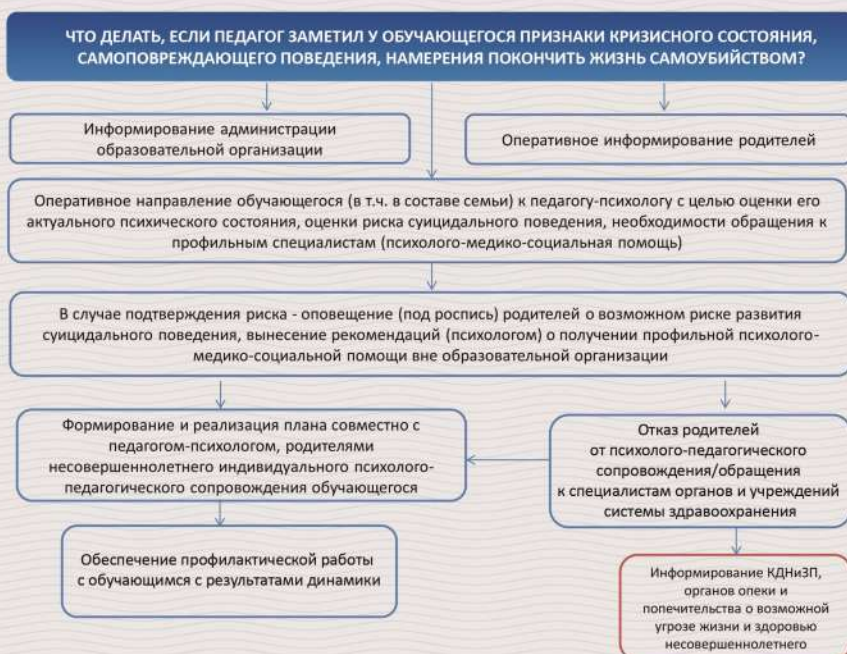 ЧТО ДЕЛАТЬ, ЕСЛИ ПЕДАГОГ ЗАМЕТИЛ У ОБУЧАЮЩЕГОСЯ ПРИЗНАКИ КРИЗИСНОГО СОСТОЯНИЯ,
САМОПОВРЕЖДАЮЩЕГО ПОВЕДЕНИЯ, НАМЕРЕНИЯ ПОКОНЧИТЬ ЖИЗНЬ САМОУБИЙСТВОМ?
Информирование администрации
образовательной организации
Оперативное информирование родителей
Оперативное направление обучающегося (в т.ч. в составе семьи) к педагогу-психологу с целью оценки его
актуального психического состояния, оценки риска суицидального поведения, необходимости обращения к
профильным специалистам (психолого-медико-социальная помощь)
В случае подтверждения риска - оповещение (под роспись) родителей о возможном риске развития
суицидального поведения, вынесение рекомендаций (психологом) о получении профильной психолого-
медико-социальной помощи вне образовательной организации
Формирование и реализация плана совместно с
педагогом-психологом, родителями
несовершеннолетнего индивидуального психолого-
педагогического сопровождения обучающегося
Отказ родителей
от психолого-педагогического
сопровождения/обращения
к специалистам органов и учреждений
системы здравоохранения
Обеспечение профилактической работы
с обучающимся с результатами динамики
Информирование КДНиЗП,
органов опеки и
попечительства о возможной
угрозе жизни и здоровью
несовершеннолетнего